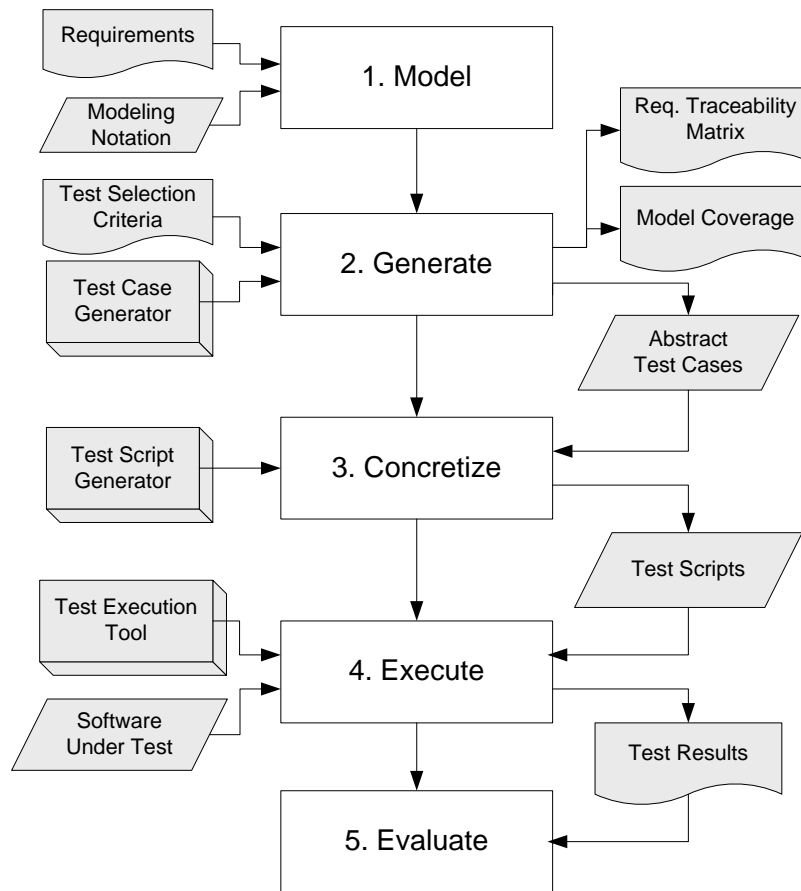 Requirements
1. Model
Modeling
Notation
Req. Traceability
Matrix
Test Selection
Criteria
Model Coverage
2. Generate
Test Case
Generator
Abstract
Test Cases
Test Script
Generator
3. Concretize
Test Scripts
Test Execution
Tool
4. Execute
Software
Under Test
Test Results
5. Evaluate